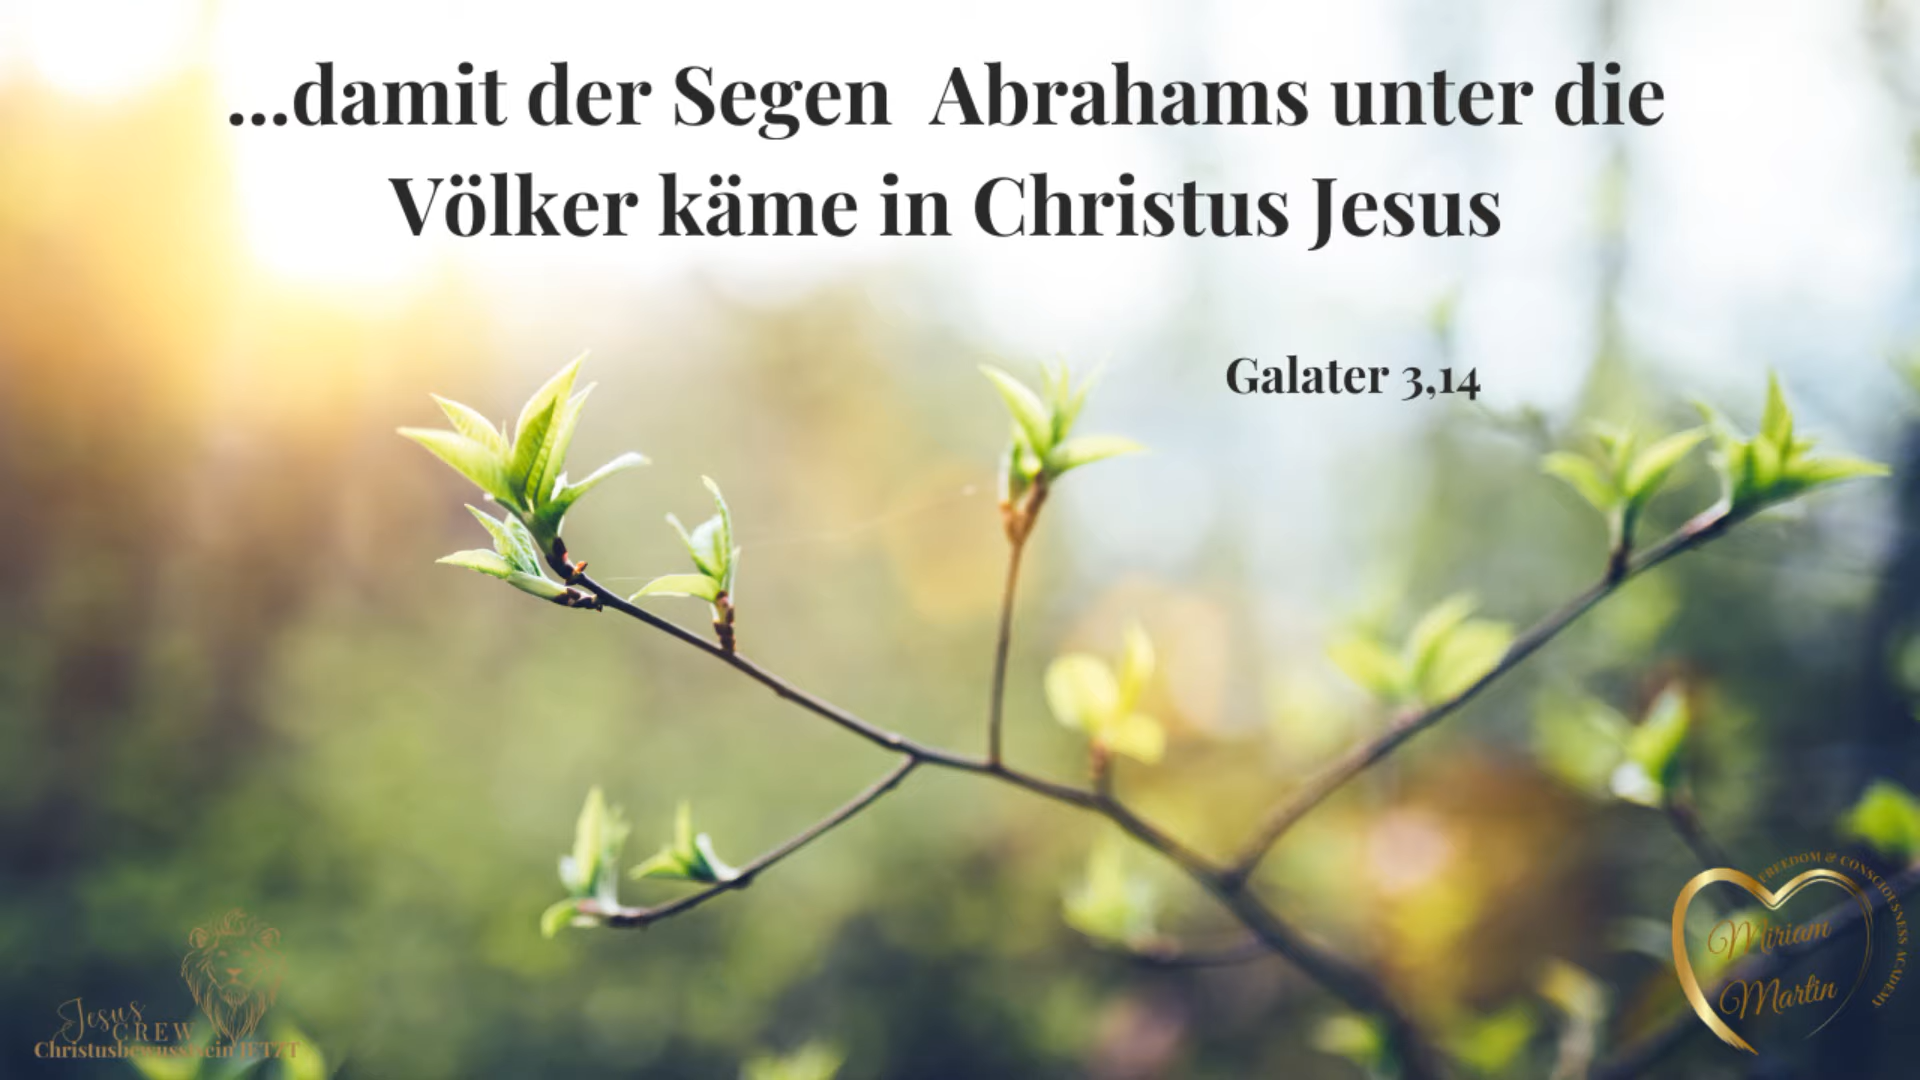 ...damit der Segen  Abrahams unter die
Völker käme in Christus Jesus
Galater 3,14
FREEDOM & CONSCIOUSNESS ACADEMY
Miriam
Martin
Jesus
CREW
Christusbewusstsein JETZT